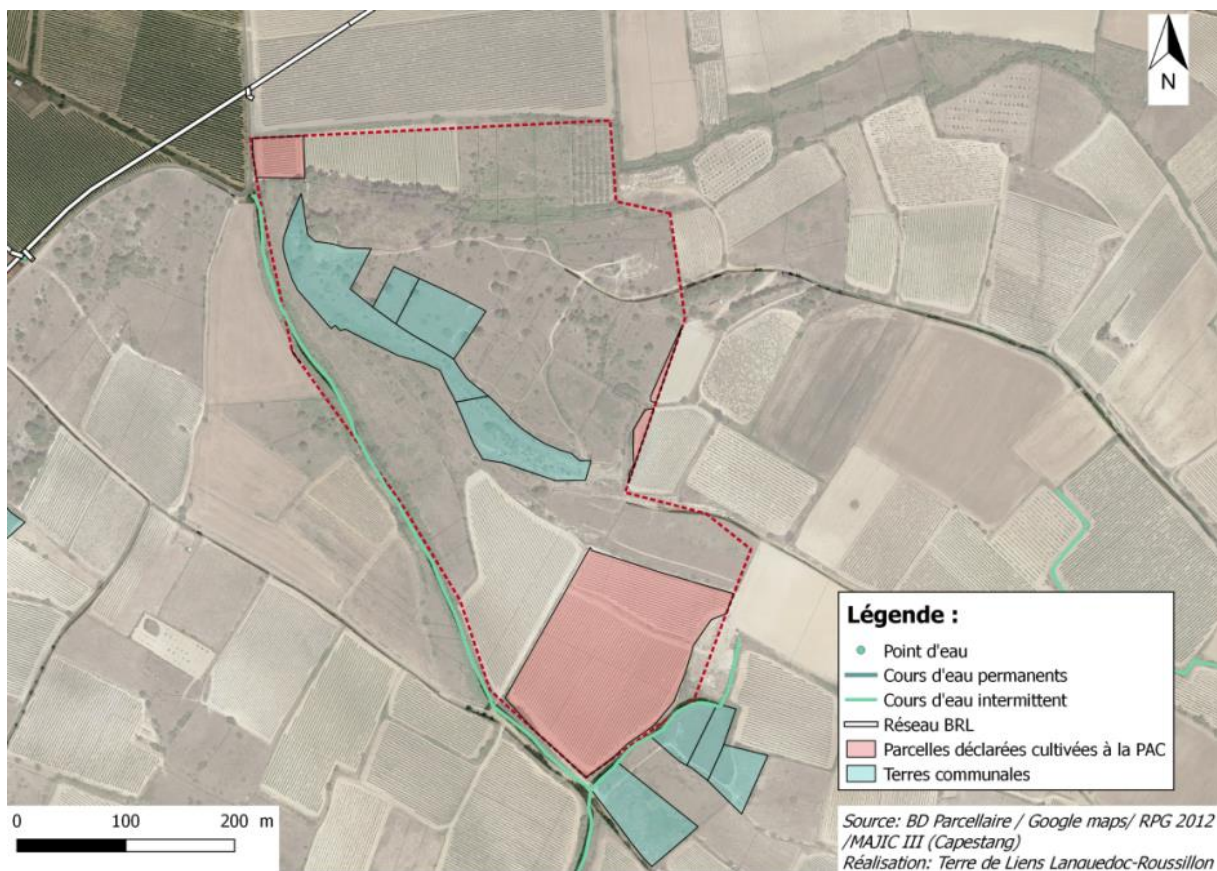 N
Légende :
Point d'eau
Cours d'eau permanents
Cours d'eau intermittent
Réseau BRL
Parcelles déclarées cultivées à la PAC
Terres communales
0 100 200 m
Source: BD Parcellaire / Google maps/ RPG 2012
/MAJIC III (Capestang)
Réalisation: Terre de Liens Languedoc-Roussillon